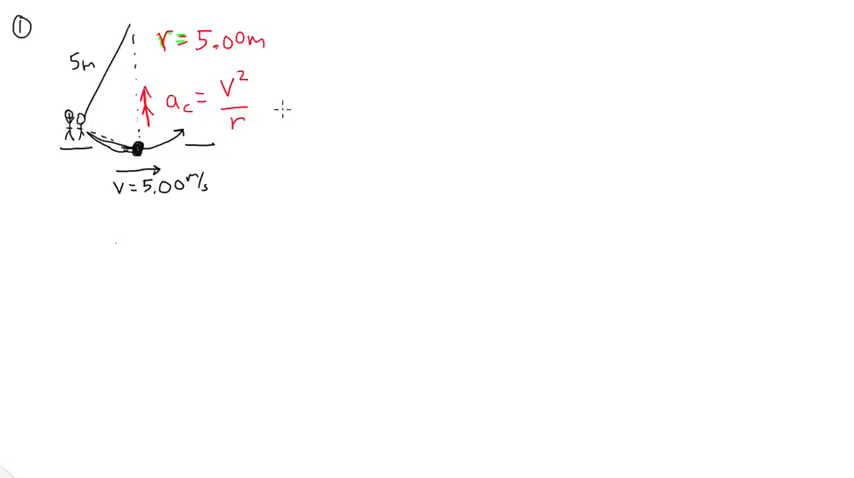 ①
r = 5.00m
5m
a_c = v²/r
v = 5.00 m/s